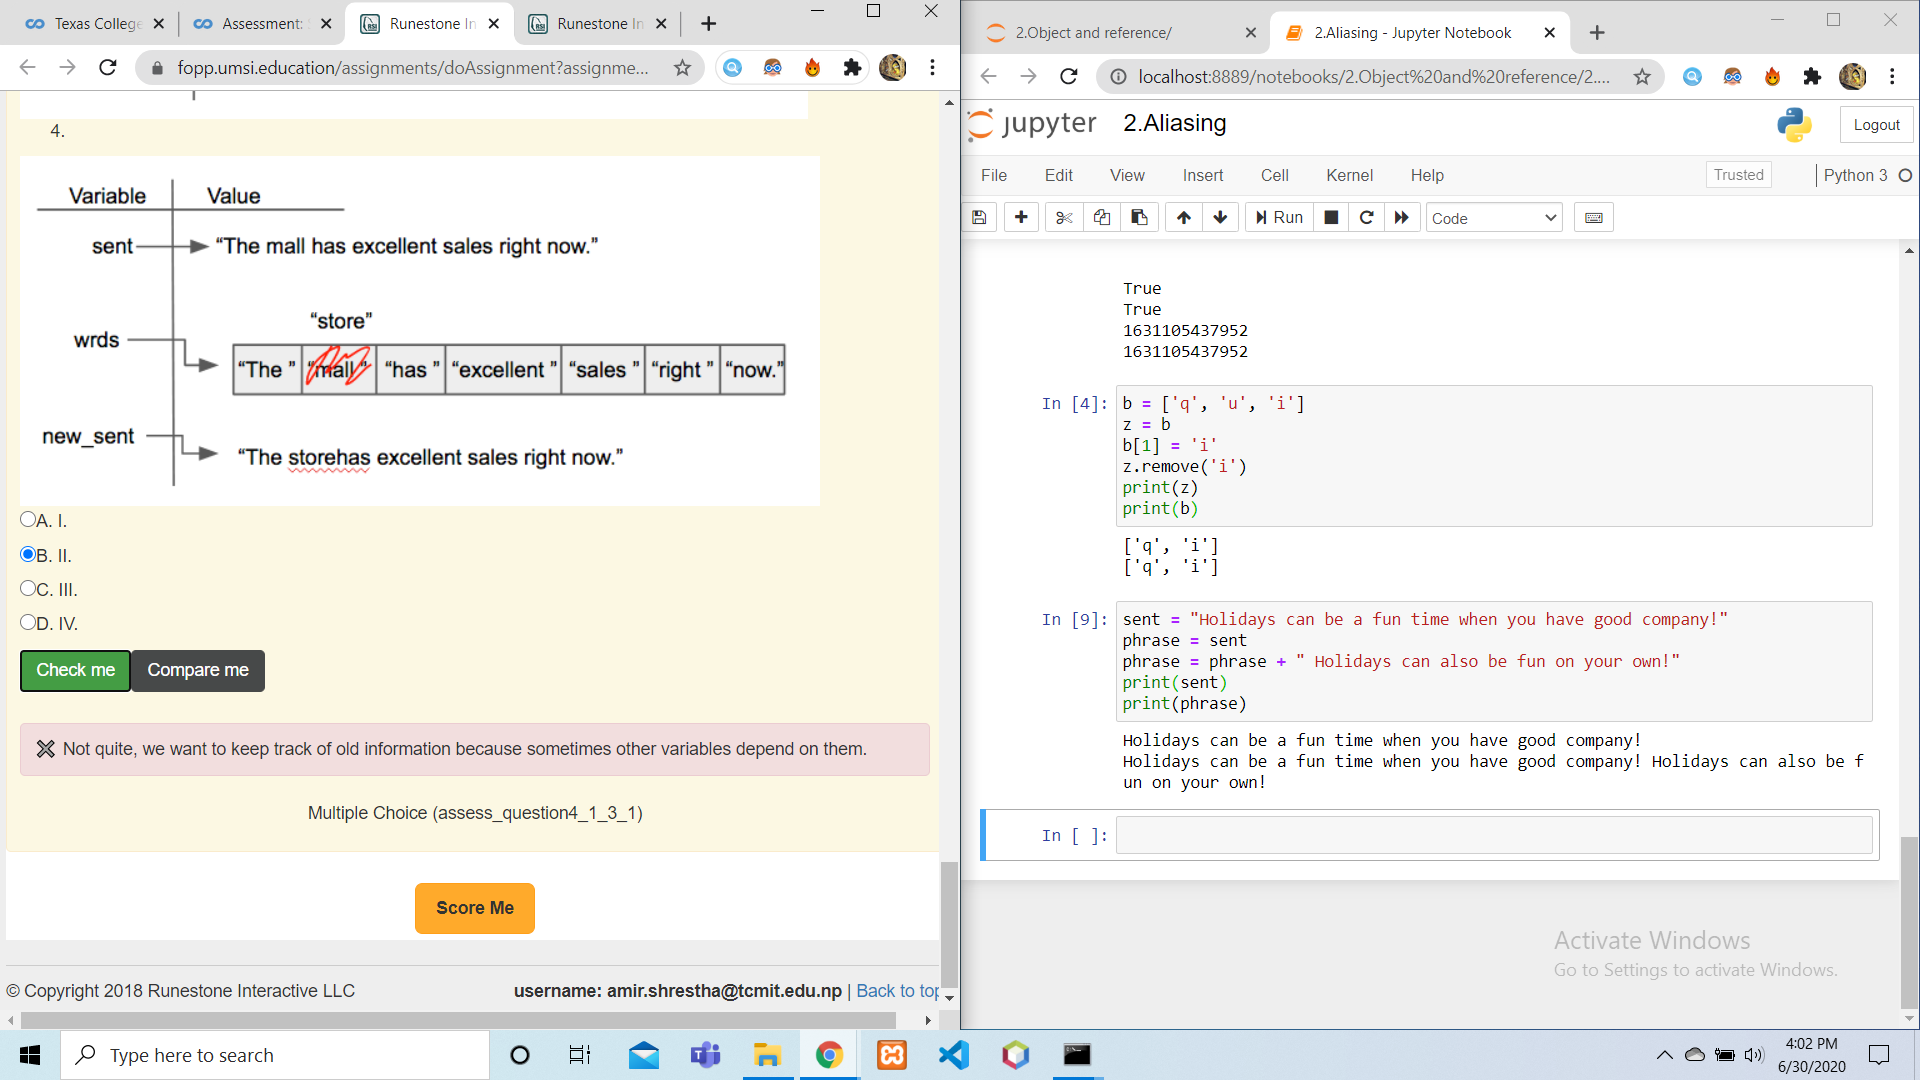 Texas College
Assessment:
Runestone In
Runestone In
fopp.umsi.education/assignments/doAssignment?assignme...
4.
Variable Value
sent “The mall has excellent sales right now.”
“store”
wrds “The ” “mall ” “has ” “excellent ” “sales ” “right ” “now.”
new_sent “The storehas excellent sales right now.”
A. I.
B. II.
C. III.
D. IV.
Check me Compare me
Not quite, we want to keep track of old information because sometimes other variables depend on them.
Multiple Choice (assess_question4_1_3_1)
Score Me
© Copyright 2018 Runestone Interactive LLC username: amir.shrestha@tcmit.edu.np | Back to top
2.Object and reference/
2.Aliasing - Jupyter Notebook
localhost:8889/notebooks/2.Object%20and%20reference/2....
jupyter 2.Aliasing
Logout
File Edit View Insert Cell Kernel Help Trusted Python 3
Run Code
True
True
1631105437952
1631105437952
In [4]: b = ['q', 'u', 'i']
z = b
b[1] = 'i'
z.remove('i')
print(z)
print(b)
['q', 'i']
['q', 'i']
In [9]: sent = "Holidays can be a fun time when you have good company!"
phrase = sent
phrase = phrase + " Holidays can also be fun on your own!"
print(sent)
print(phrase)
Holidays can be a fun time when you have good company!
Holidays can be a fun time when you have good company! Holidays can also be f
un on your own!
In [ ]:
Activate Windows
Go to Settings to activate Windows.
Type here to search
4:02 PM
6/30/2020